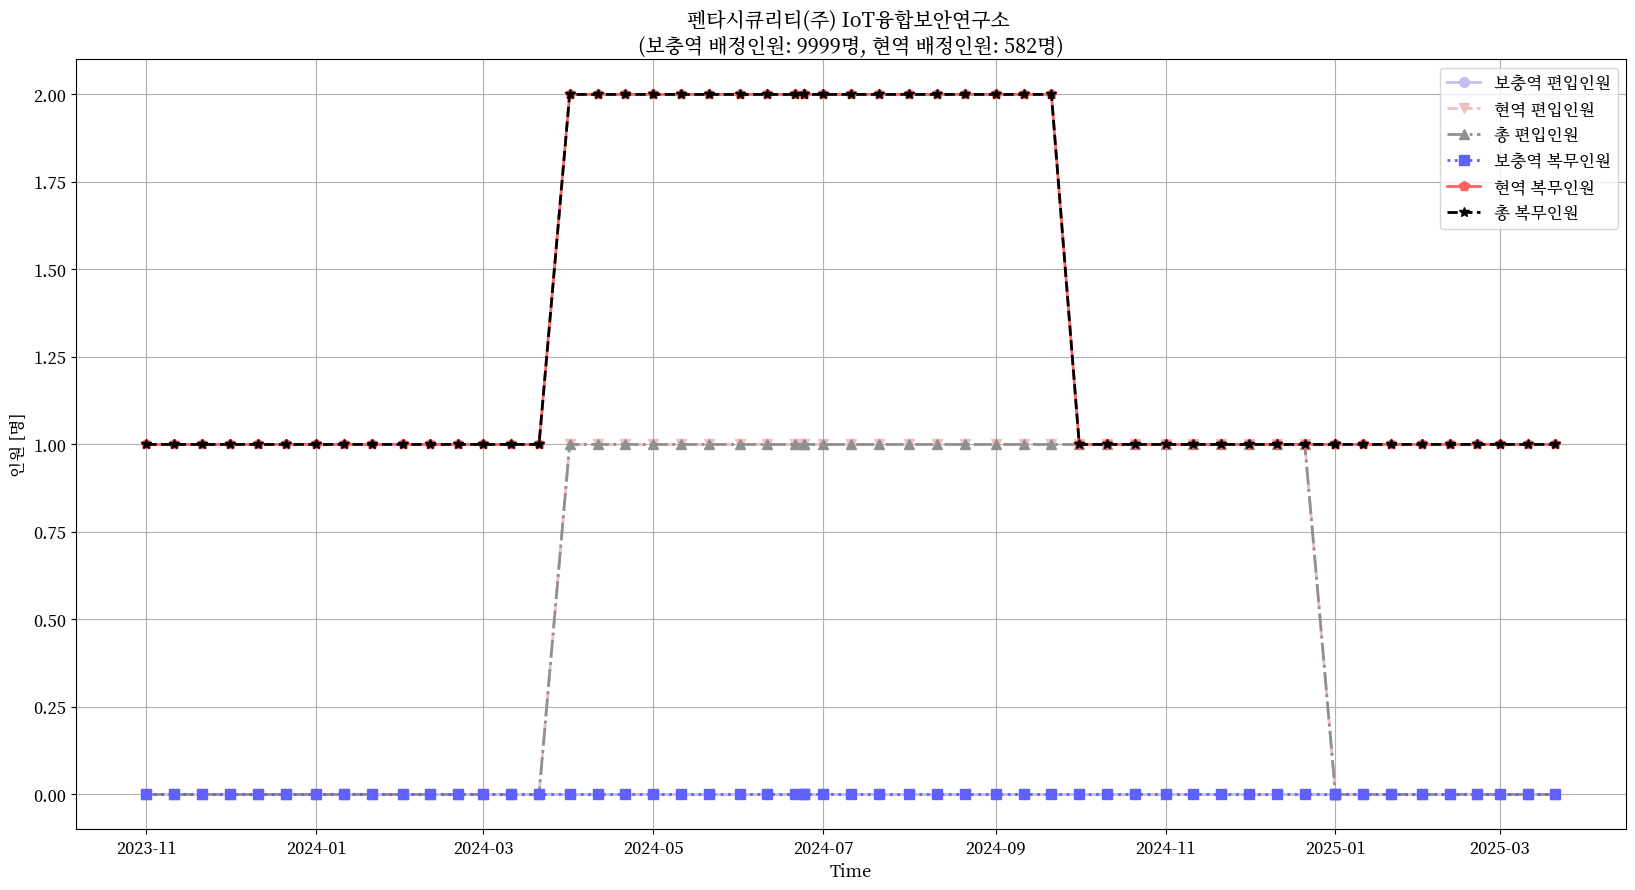 펜타시큐리티(주) IoT융합보안연구소
(보충역 배정인원: 9999명, 현역 배정인원: 582명)
보충역 편입인원
현역 편입인원
총 편입인원
보충역 복무인원
현역 복무인원
총 복무인원
인원 [명]
2.00
1.75
1.50
1.25
1.00
0.75
0.50
0.25
0.00
2023-11 2024-01 2024-03 2024-05 2024-07 2024-09 2024-11 2025-01 2025-03
Time